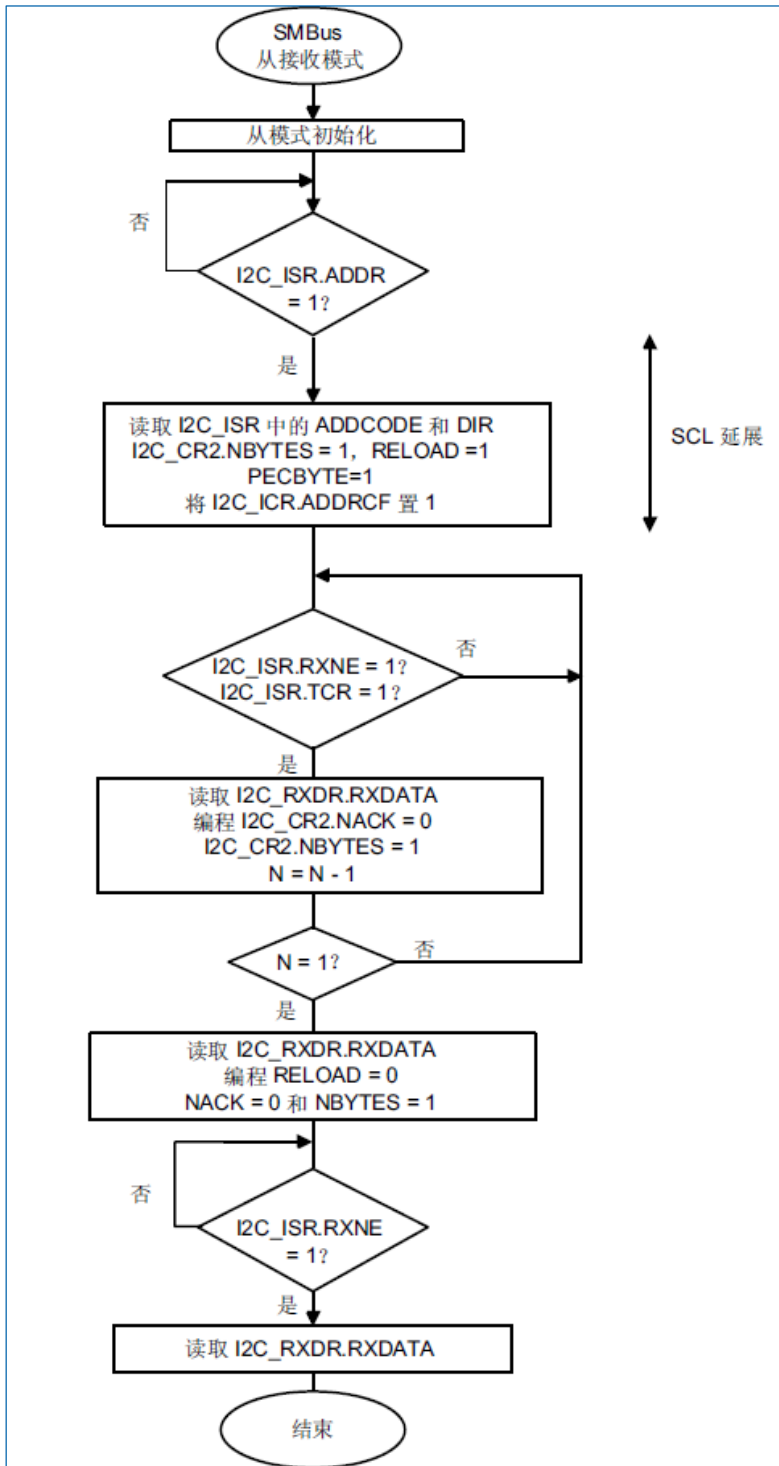 SMBus
从接收模式
从模式初始化
否
I2C_ISR.ADDR
= 1?
是
SCL 延展
读取 I2C_ISR 中的 ADDCODE 和 DIR
I2C_CR2.NBYTES = 1，RELOAD =1
PECBYTE=1
将 I2C_ICR.ADDRCF 置 1
否
I2C_ISR.RXNE = 1?
I2C_ISR.TCR = 1?
是
读取 I2C_RXDR.RXDATA
编程 I2C_CR2.NACK = 0
I2C_CR2.NBYTES = 1
N = N - 1
N = 1?
否
是
读取 I2C_RXDR.RXDATA
编程 RELOAD = 0
NACK = 0 和 NBYTES = 1
否
I2C_ISR.RXNE
= 1?
是
读取 I2C_RXDR.RXDATA
结束